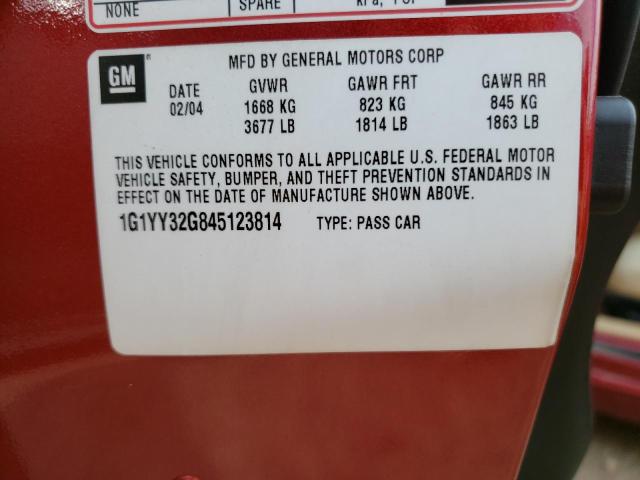 NONE
SPARE
kPa,
GM
MFD BY GENERAL MOTORS CORP
DATE GVWR GAWR FRT GAWR RR
02/04 1668 KG 823 KG 845 KG
3677 LB 1814 LB 1863 LB
THIS VEHICLE CONFORMS TO ALL APPLICABLE U.S. FEDERAL MOTOR
VEHICLE SAFETY, BUMPER, AND THEFT PREVENTION STANDARDS IN
EFFECT ON THE DATE OF MANUFACTURE SHOWN ABOVE.
1G1YY32G845123814 TYPE: PASS CAR